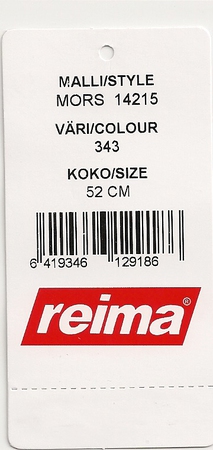 MALLI/STYLE
MORS 14215
VÄRI/COLOUR
343
KOKO/SIZE
52 CM
6 419346 129186
reima®